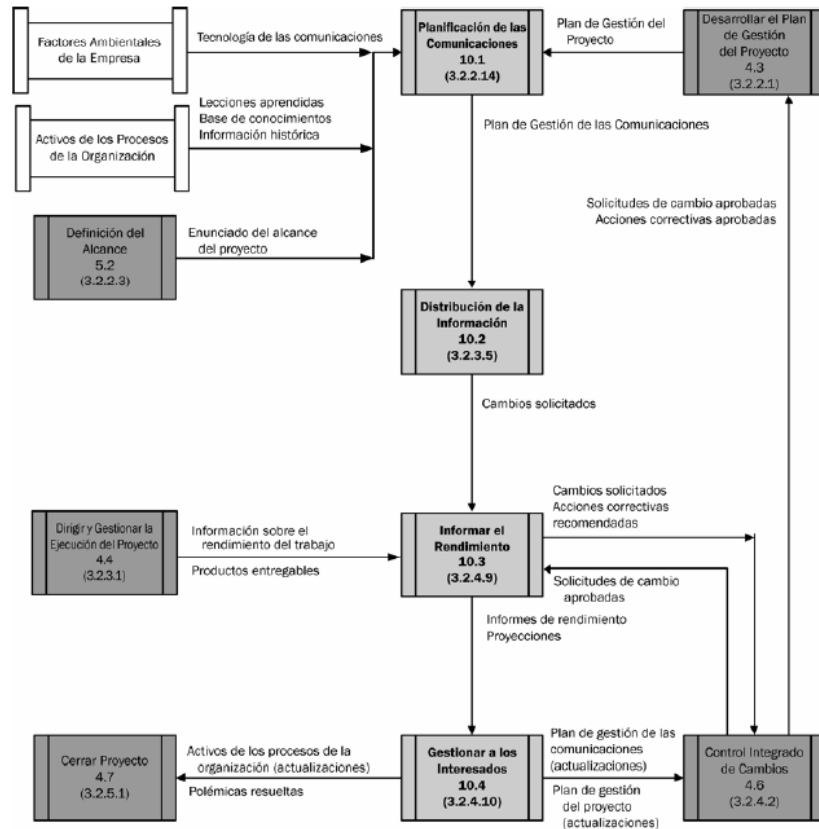 Factores Ambientales
de la Empresa
Tecnología de las comunicaciones
Planificación de las
Comunicaciones
10.1
(3.2.2.14)
Plan de Gestión del
Proyecto
Desarrollar el Plan
de Gestión
del Proyecto
4.3
(3.2.2.1)
Activos de los Procesos
de la Organización
Lecciones aprendidas
Base de conocimientos
Información histórica
Plan de Gestión de las Comunicaciones
Solicitudes de cambio aprobadas
Acciones correctivas aprobadas
Definición del
Alcance
5.2
(3.2.2.3)
Enunciado del alcance
del proyecto
Distribución de la
Información
10.2
(3.2.3.5)
Cambios solicitados
Dirigir y Gestionar la
Ejecución del Proyecto
4.4
(3.2.3.1)
Información sobre el
rendimiento del trabajo
Productos entregables
Informar el
Rendimiento
10.3
(3.2.4.9)
Cambios solicitados
Acciones correctivas
recomendadas
Solicitudes de cambio
aprobadas
Informes de rendimiento
Proyecciones
Cerrar Proyecto
4.7
(3.2.5.1)
Activos de los procesos de la
organización (actualizaciones)
Polémicas resueltas
Gestionar a los
Interesados
10.4
(3.2.4.10)
Plan de gestión de las
comunicaciones
(actualizaciones)
Plan de gestión
del proyecto
(actualizaciones)
Control Integrado
de Cambios
4.6
(3.2.4.2)